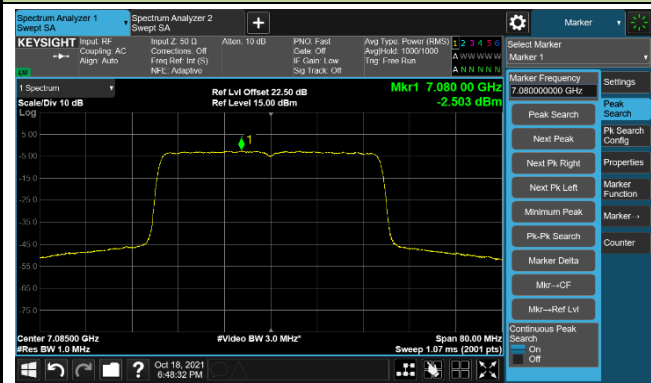 Spectrum Analyzer 1
Swept SA
Spectrum Analyzer 2
Swept SA
+
Marker
KEYSIGHT
Input: RF
Coupling: AC
Align: Auto
Input Z: 50 Ω
Corrections: Off
Freq Ref: Int (S)
NFE: Adaptive
Atten: 10 dB
PNO: Fast
Gate: Off
IF Gain: Low
Sig Track: Off
Avg Type: Power (RMS)
Avg|Hold: 1000/1000
Trig: Free Run
1 2 3 4 5 6
A W W W W W
A N N N N N
Select Marker
Marker 1
1 Spectrum
Scale/Div 10 dB
Log
Ref Lvl Offset 22.50 dB
Ref Level 15.00 dBm
Mkr1 7.080 00 GHz
-2.503 dBm
5.00
-5.00
-15.0
-25.0
-35.0
-45.0
-55.0
-65.0
-75.0
1
Center 7.08500 GHz
#Res BW 1.0 MHz
#Video BW 3.0 MHz*
Span 80.00 MHz
Sweep 1.07 ms (2001 pts)
Marker Frequency
7.080000000 GHz
Peak Search
Next Peak
Next Pk Right
Next Pk Left
Minimum Peak
Pk-Pk Search
Marker Delta
Mkr→CF
Mkr→Ref Lvl
Continuous Peak
Search
On
Off
Settings
Peak
Search
Pk Search
Config
Properties
Marker
Function
Marker→
Counter
?
Oct 18, 2021
6:48:32 PM